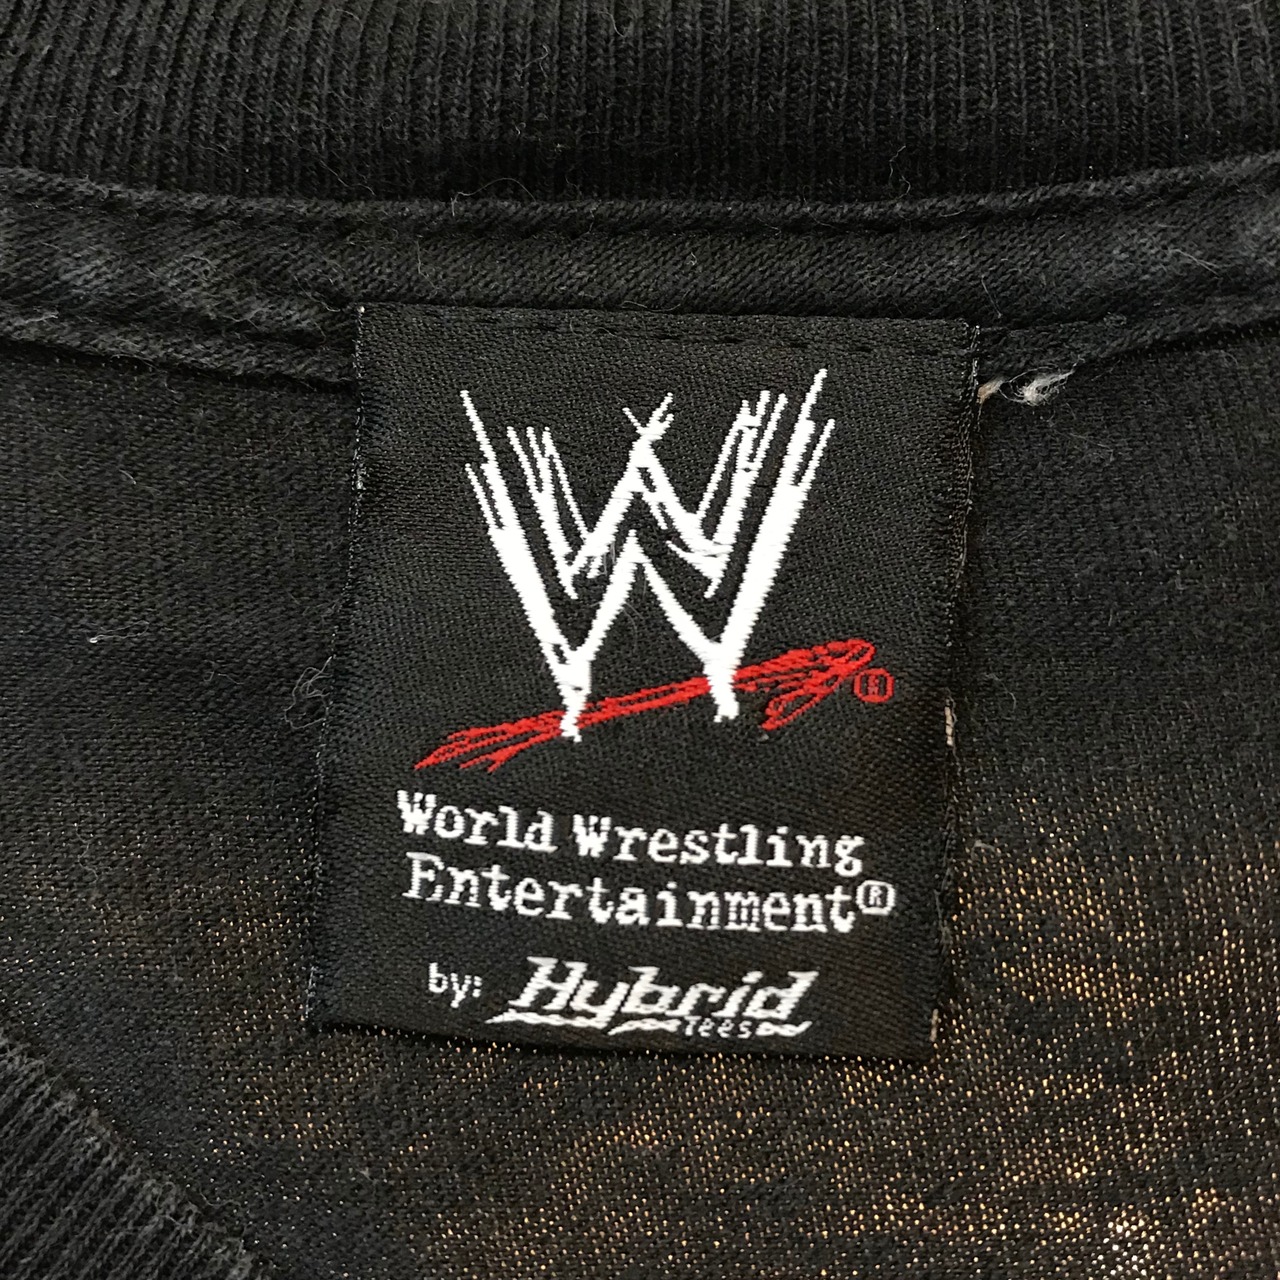 W®
World Wrestling
Entertainment®
by: Hybrid
Tees